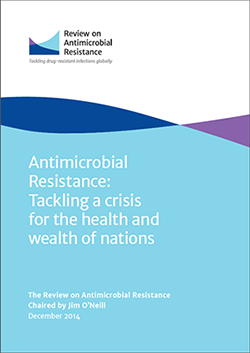 Review on
Antimicrobial
Resistance
Tackling drug-resistant infections globally
Antimicrobial
Resistance:
Tackling a crisis
for the health and
wealth of nations
The Review on Antimicrobial Resistance
Chaired by Jim O'Neill
December 2014